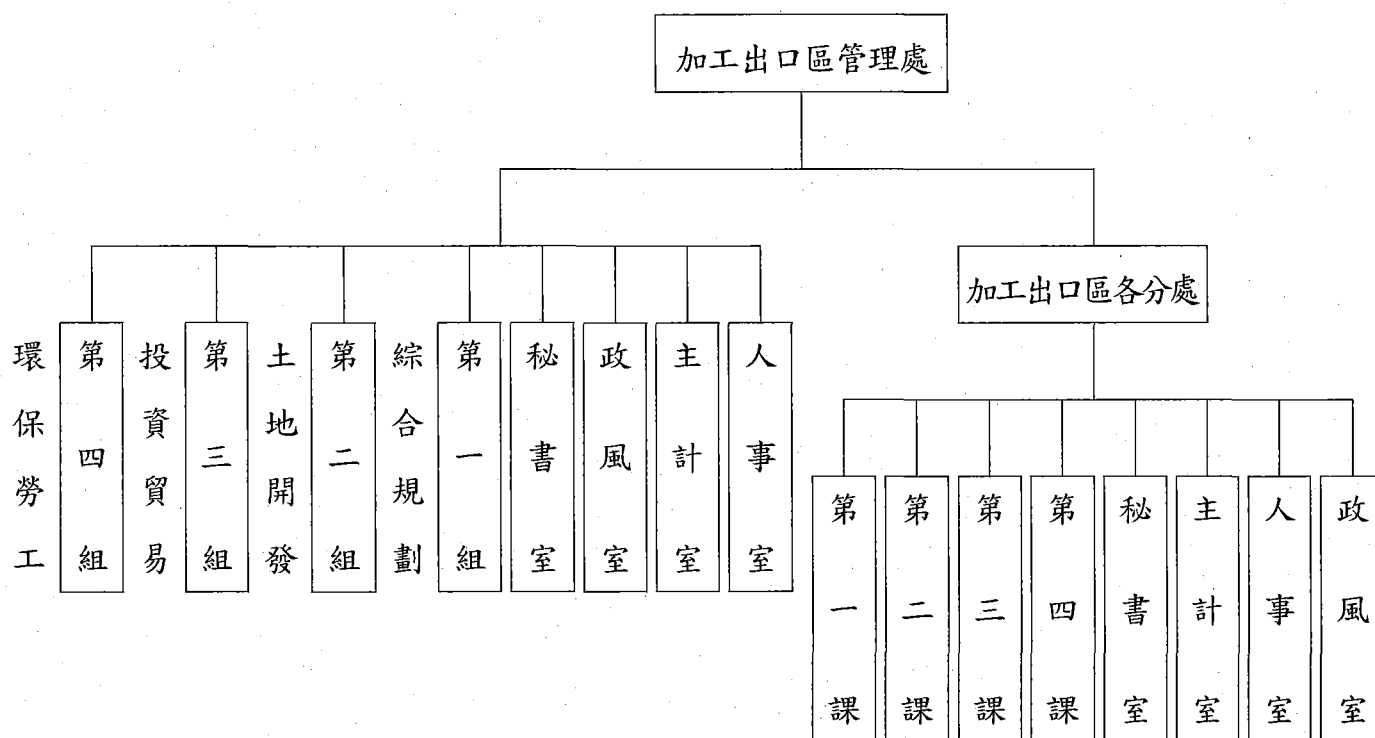 加工出口區管理處
加工出口區各分處
環保勞工
第四組
投資貿易
第三組
土地開發
第二組
綜合規劃
第一組
秘書室
政風室
主計室
人事室
第一課
第二課
第三課
第四課
秘書室
主計室
人事室
政風室